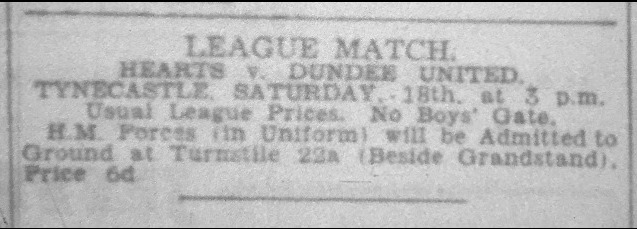 LEAGUE MATCH.
HEARTS v. DUNDEE UNITED.
TYNECASTLE, SATURDAY, 18th, at 3 p.m.
Usual League Prices. No Boys' Gate.
H.M. Forces (in Uniform) will be Admitted to
Ground at Turnstile 22a (Beside Grandstand).
Price 6d